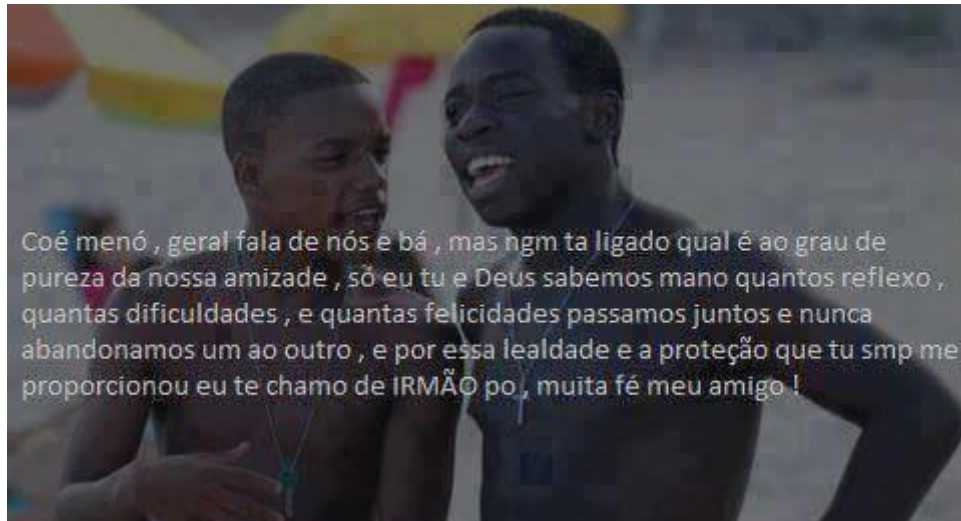 Coé menó , geral fala de nós e bá , mas ngm ta ligado qual é ao grau de
pureza da nossa amizade , só eu tu e Deus sabemos mano quantos reflexo ,
quantas dificuldades , e quantas felicidades passamos juntos e nunca
abandonamos um ao outro , e por essa lealdade e a proteção que tu smp me
proporcionou eu te chamo de IRMÃO po , muita fé meu amigo !